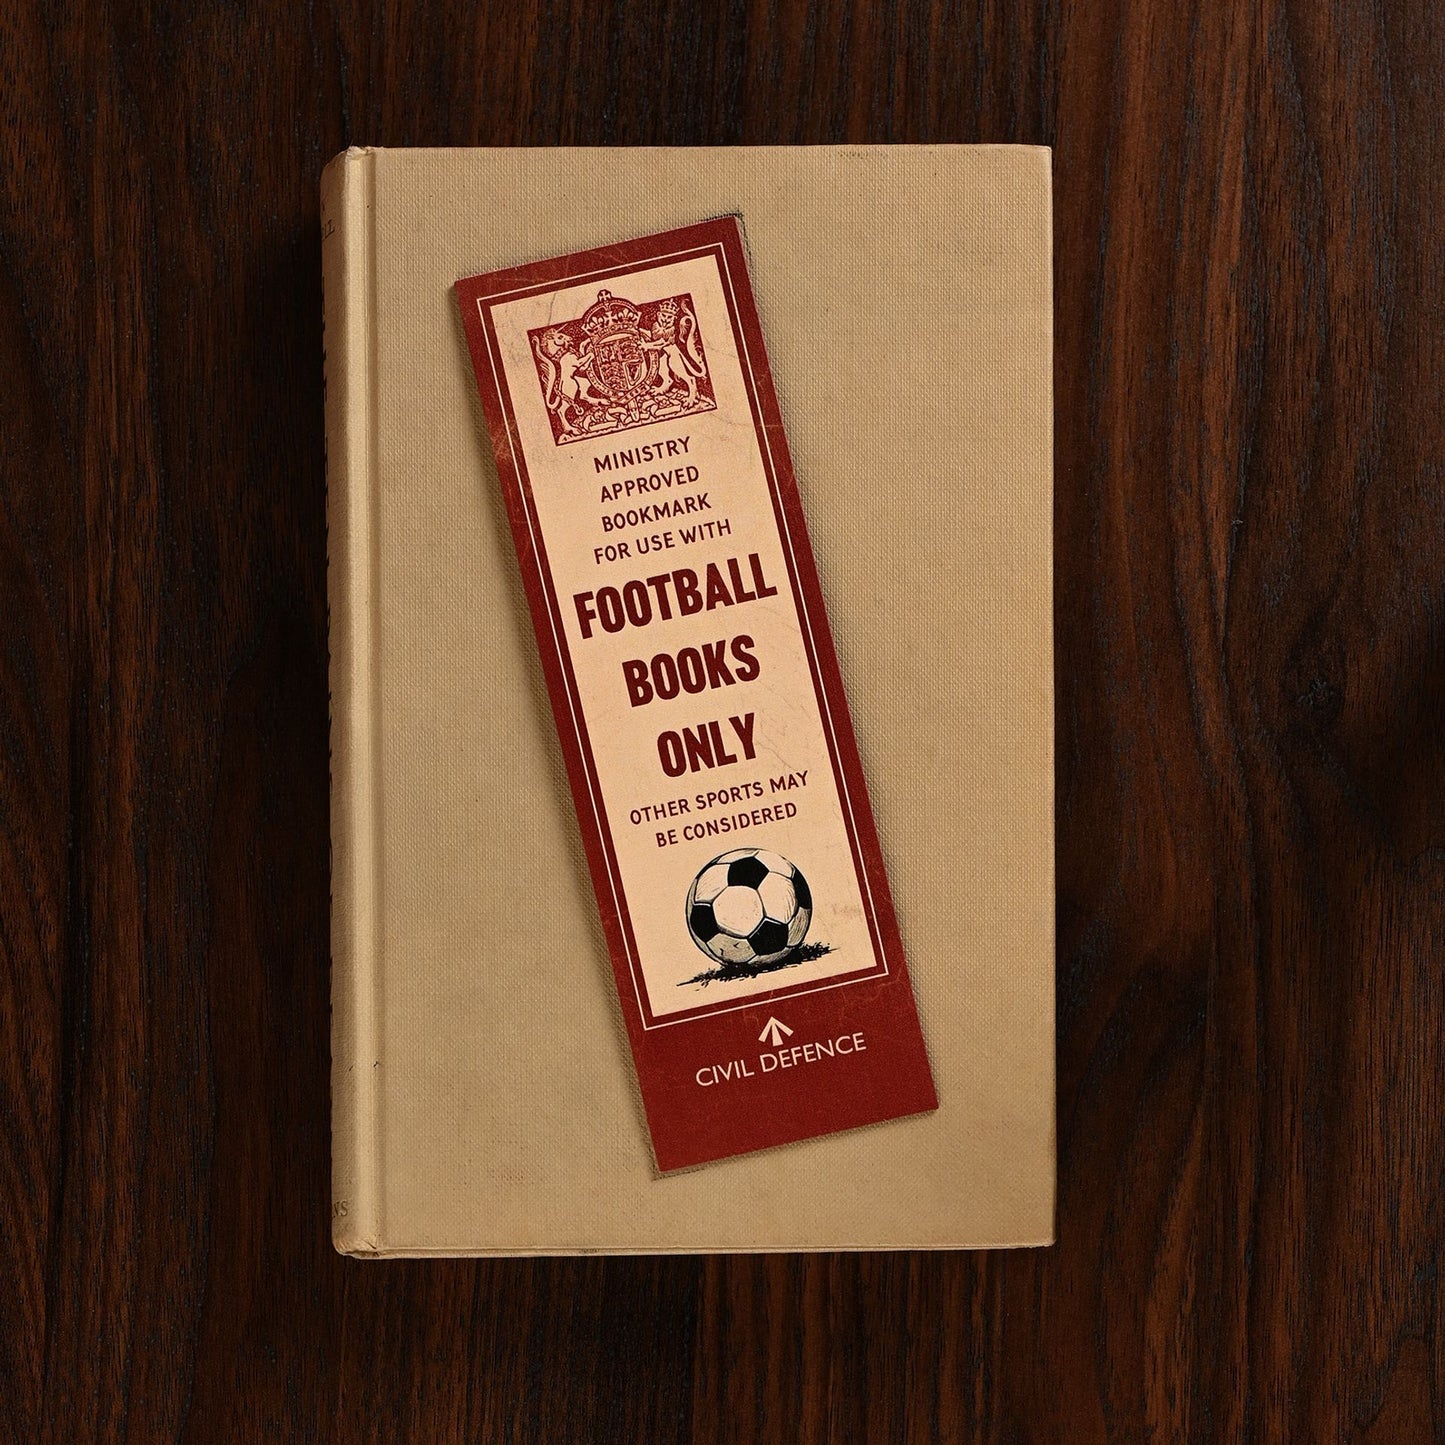 MINISTRY
APPROVED
BOOKMARK
FOR USE WITH
FOOTBALL
BOOKS
ONLY
OTHER SPORTS MAY
BE CONSIDERED
CIVIL DEFENCE